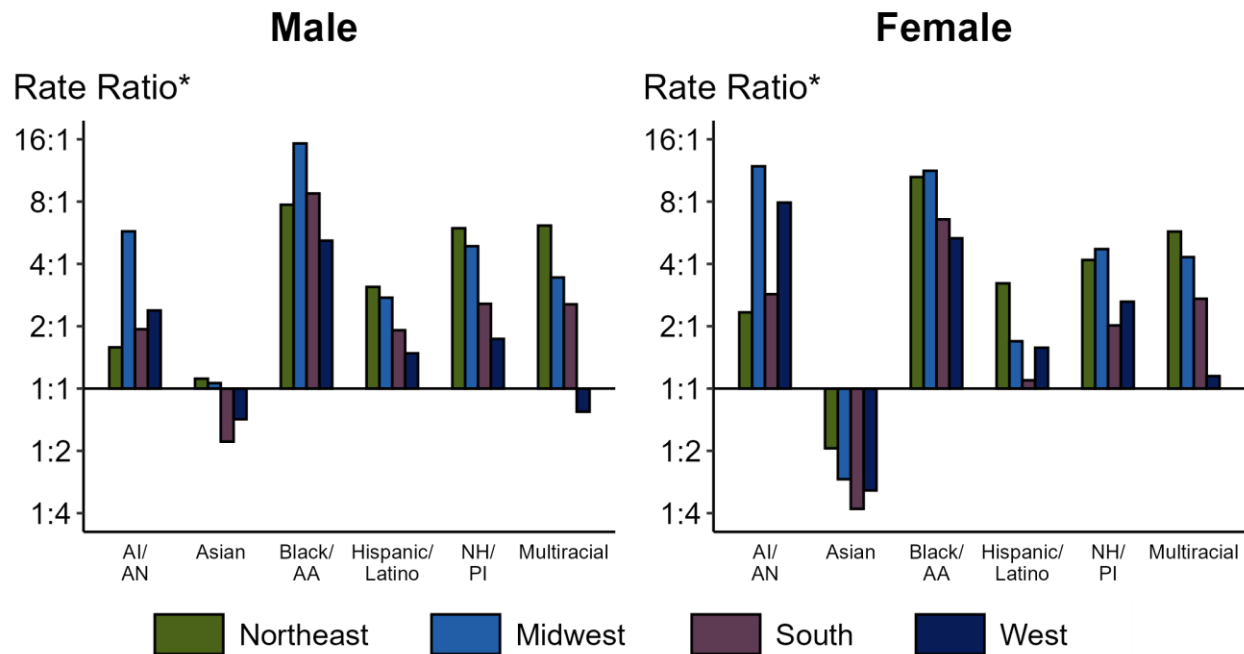 Male
Rate Ratio*
16:1
8:1
4:1
2:1
1:1
1:2
1:4
AI/
AN
Asian
Black/
AA
Hispanic/
Latino
NH/
PI
Multiracial
Female
Rate Ratio*
16:1
8:1
4:1
2:1
1:1
1:2
1:4
AI/
AN
Asian
Black/
AA
Hispanic/
Latino
NH/
PI
Multiracial
Northeast
Midwest
South
West